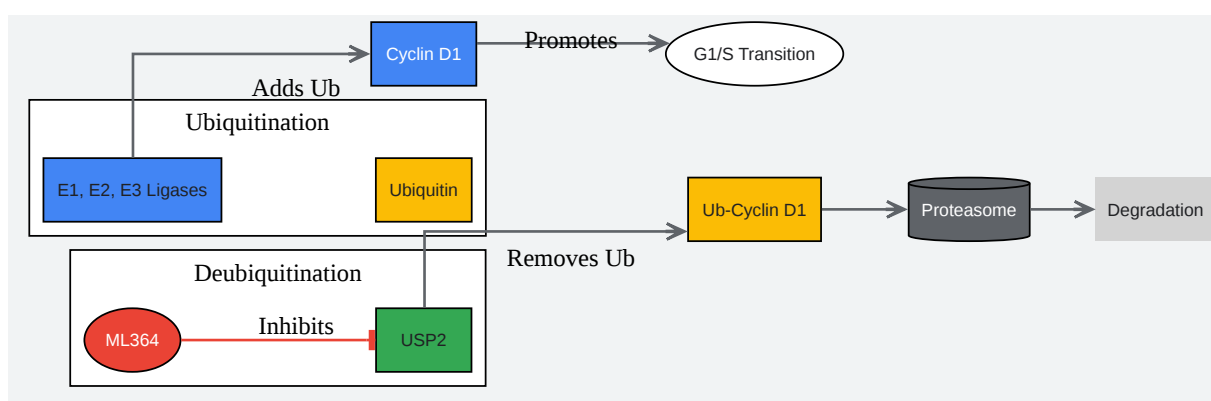 Cyclin D1
Promotes
G1/S Transition
Adds Ub
Ubiquitination
E1, E2, E3 Ligases
Ubiquitin
Ub-Cyclin D1
Proteasome
Degradation
Removes Ub
Deubiquitination
ML364
Inhibits
USP2